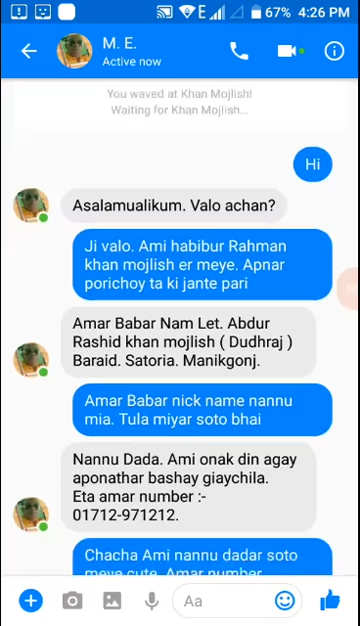 E 67% 4:26 PM
M. E.
Active now
You waved at Khan Mojlish!
Waiting for Khan Mojlish...
Hi
Asalamualikum. Valo achan?
Ji valo. Ami habibur Rahman
khan mojlish er meye. Apnar
porichoy ta ki jante pari
Amar Babar Nam Let. Abdur
Rashid khan mojlish ( Dudhraj )
Baraid. Satoria. Manikgonj.
Amar Babar nick name nannu
mia. Tula miyar soto bhai
Nannu Dada. Ami onak din agay
aponathar bashay giaychila.
Eta amar number :-
01712-971212.
Chacha Ami nannu dadar soto
meye cute. Amar number
Aa